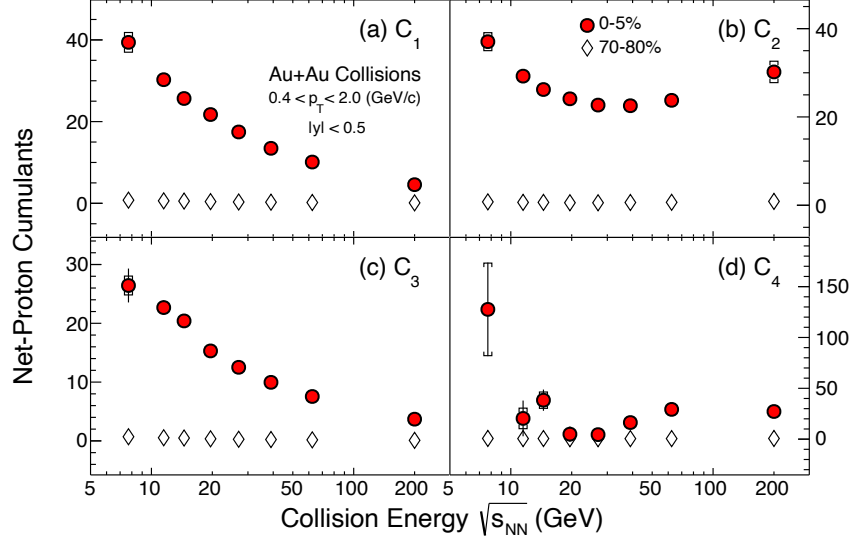 (a) C1
Au+Au Collisions
0.4 < pT < 2.0 (GeV/c)
|y| < 0.5
40
20
0
(b) C2
0-5%
70-80%
40
20
0
Net-Proton Cumulants
(c) C3
30
20
10
0
(d) C4
150
100
50
0
5 10 20 50 100 200
5 10 20 50 100 200
Collision Energy √sNN (GeV)